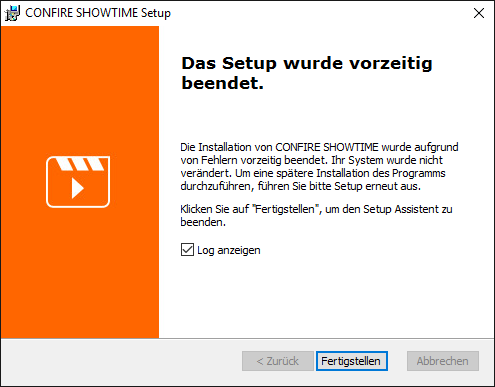 CONFIRE SHOWTIME Setup
Das Setup wurde vorzeitig
beendet.
Die Installation von CONFIRE SHOWTIME wurde aufgrund
von Fehlern vorzeitig beendet. Ihr System wurde nicht
verändert. Um eine spätere Installation des Programms
durchzuführen, führen Sie bitte Setup erneut aus.
Klicken Sie auf "Fertigstellen", um den Setup Assistent zu
beenden.
Log anzeigen
< Zurück Fertigstellen Abbrechen